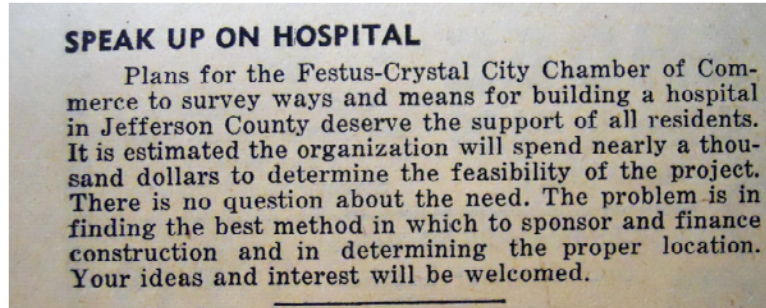 SPEAK UP ON HOSPITAL
Plans for the Festus-Crystal City Chamber of Com-
merce to survey ways and means for building a hospital
in Jefferson County deserve the support of all residents.
It is estimated the organization will spend nearly a thou-
sand dollars to determine the feasibility of the project.
There is no question about the need. The problem is in
finding the best method in which to sponsor and finance
construction and in determining the proper location.
Your ideas and interest will be welcomed.